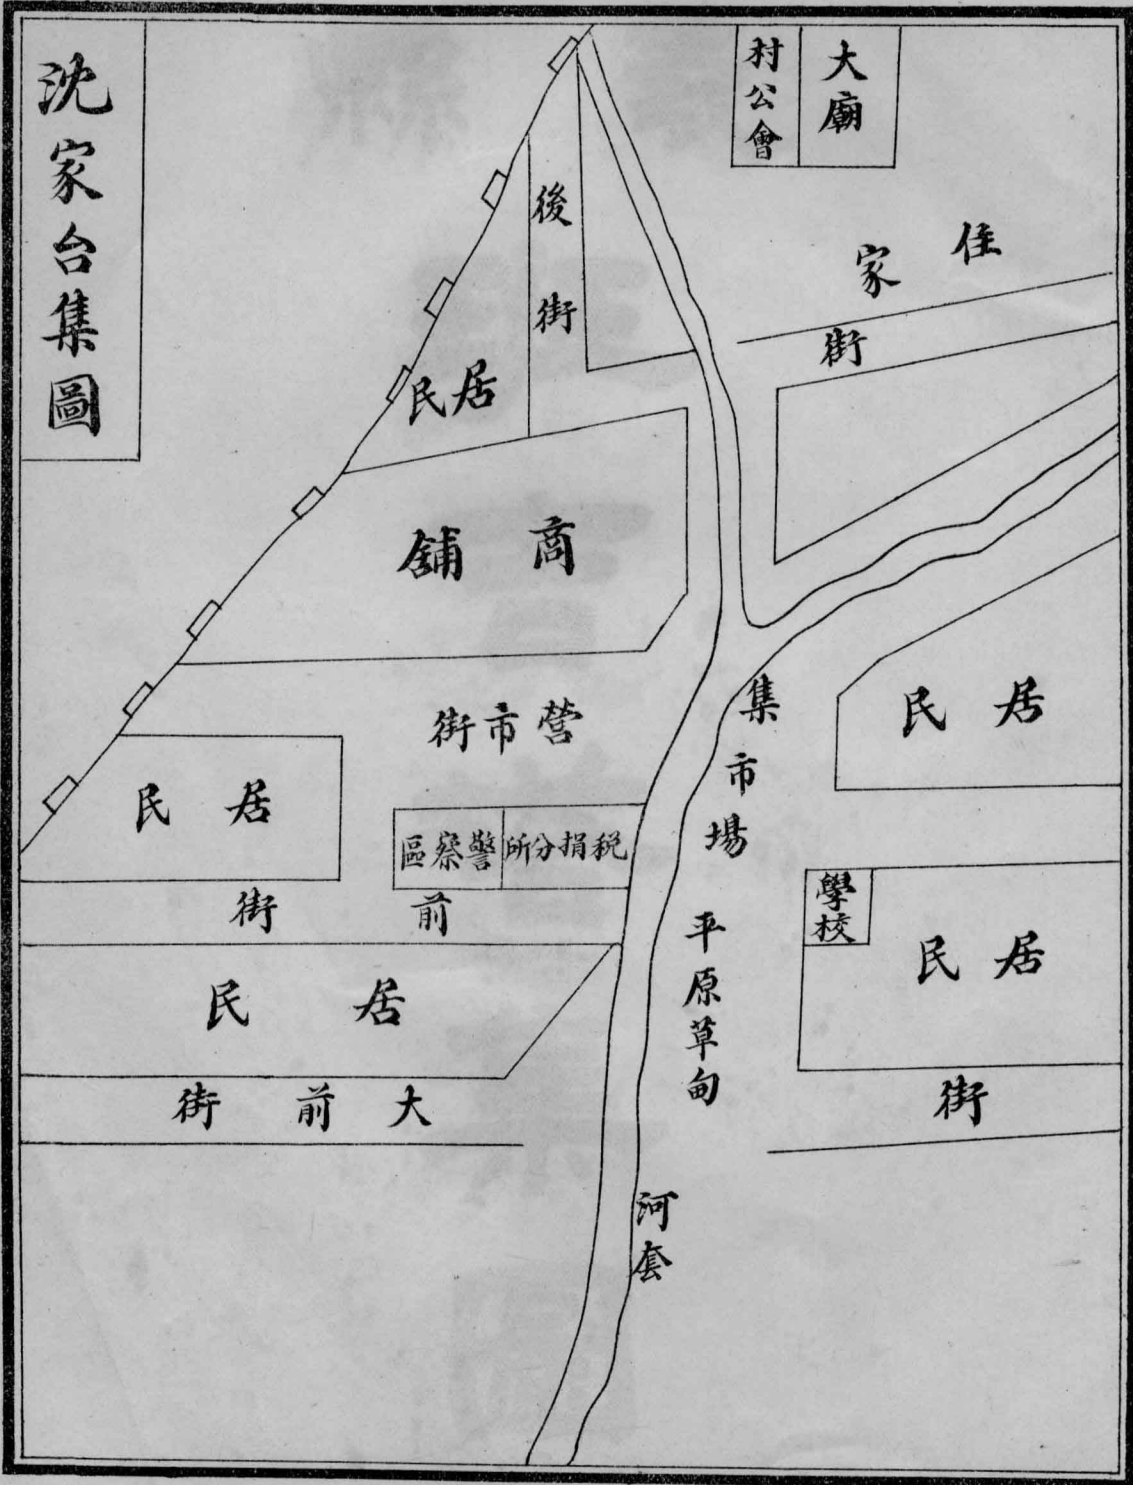 沈家台集圖
大廟
村公會
後街
住家
街
居民
商舖
營市街
集市場
居民
居民
稅捐分所
警察區
學校
前街
居民
平原草甸
居民
大前街
街
河套